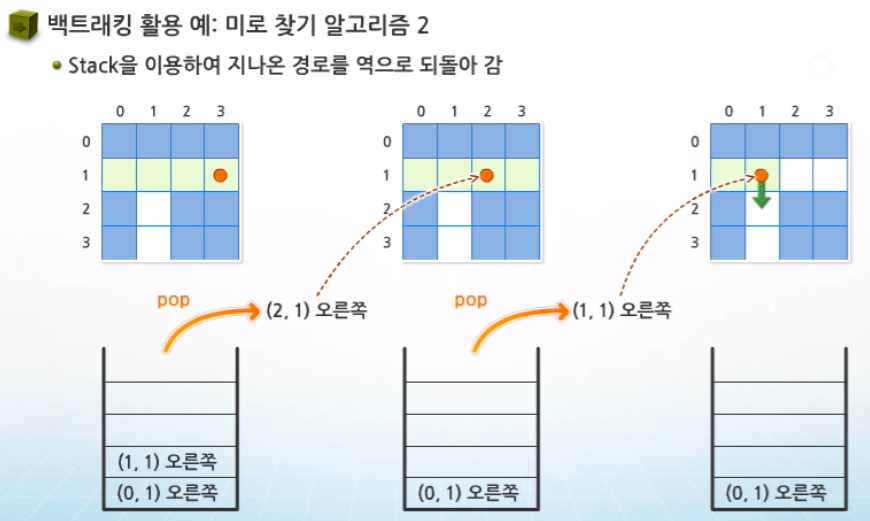 백트래킹 활용 예: 미로 찾기 알고리즘 2
Stack을 이용하여 지나온 경로를 역으로 되돌아 감
0 1 2 3
0
1
2
3
0 1 2 3
0
1
2
3
0 1 2 3
0
1
2
3
pop
(2, 1) 오른쪽
pop
(1, 1) 오른쪽
(1, 1) 오른쪽
(0, 1) 오른쪽
(0, 1) 오른쪽
(0, 1) 오른쪽